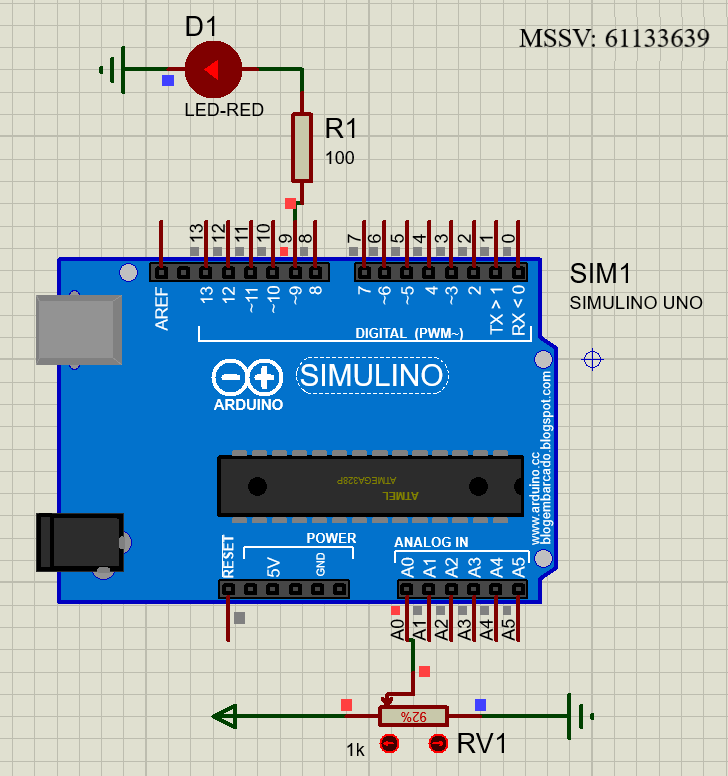 D1
MSSV: 61133639
LED-RED
R1
100
13 12 11 10 9 8 7 6 5 4 3 2 1 0
SIM1
SIMULINO UNO
AREF 13 12 ~11 ~10 ~9 8 7 ~6 ~5 4 ~3 2 TX > 1 RX < 0
DIGITAL (PWM~)
SIMULINO
ARDUINO
www.arduino.cc
blogembarcado.blogspot.com
ATMEGA328P
ATMEL
POWER
ANALOG IN
RESET 5V GND A0 A1 A2 A3 A4 A5
A0 A1 A2 A3 A4 A5
92%
1k
RV1